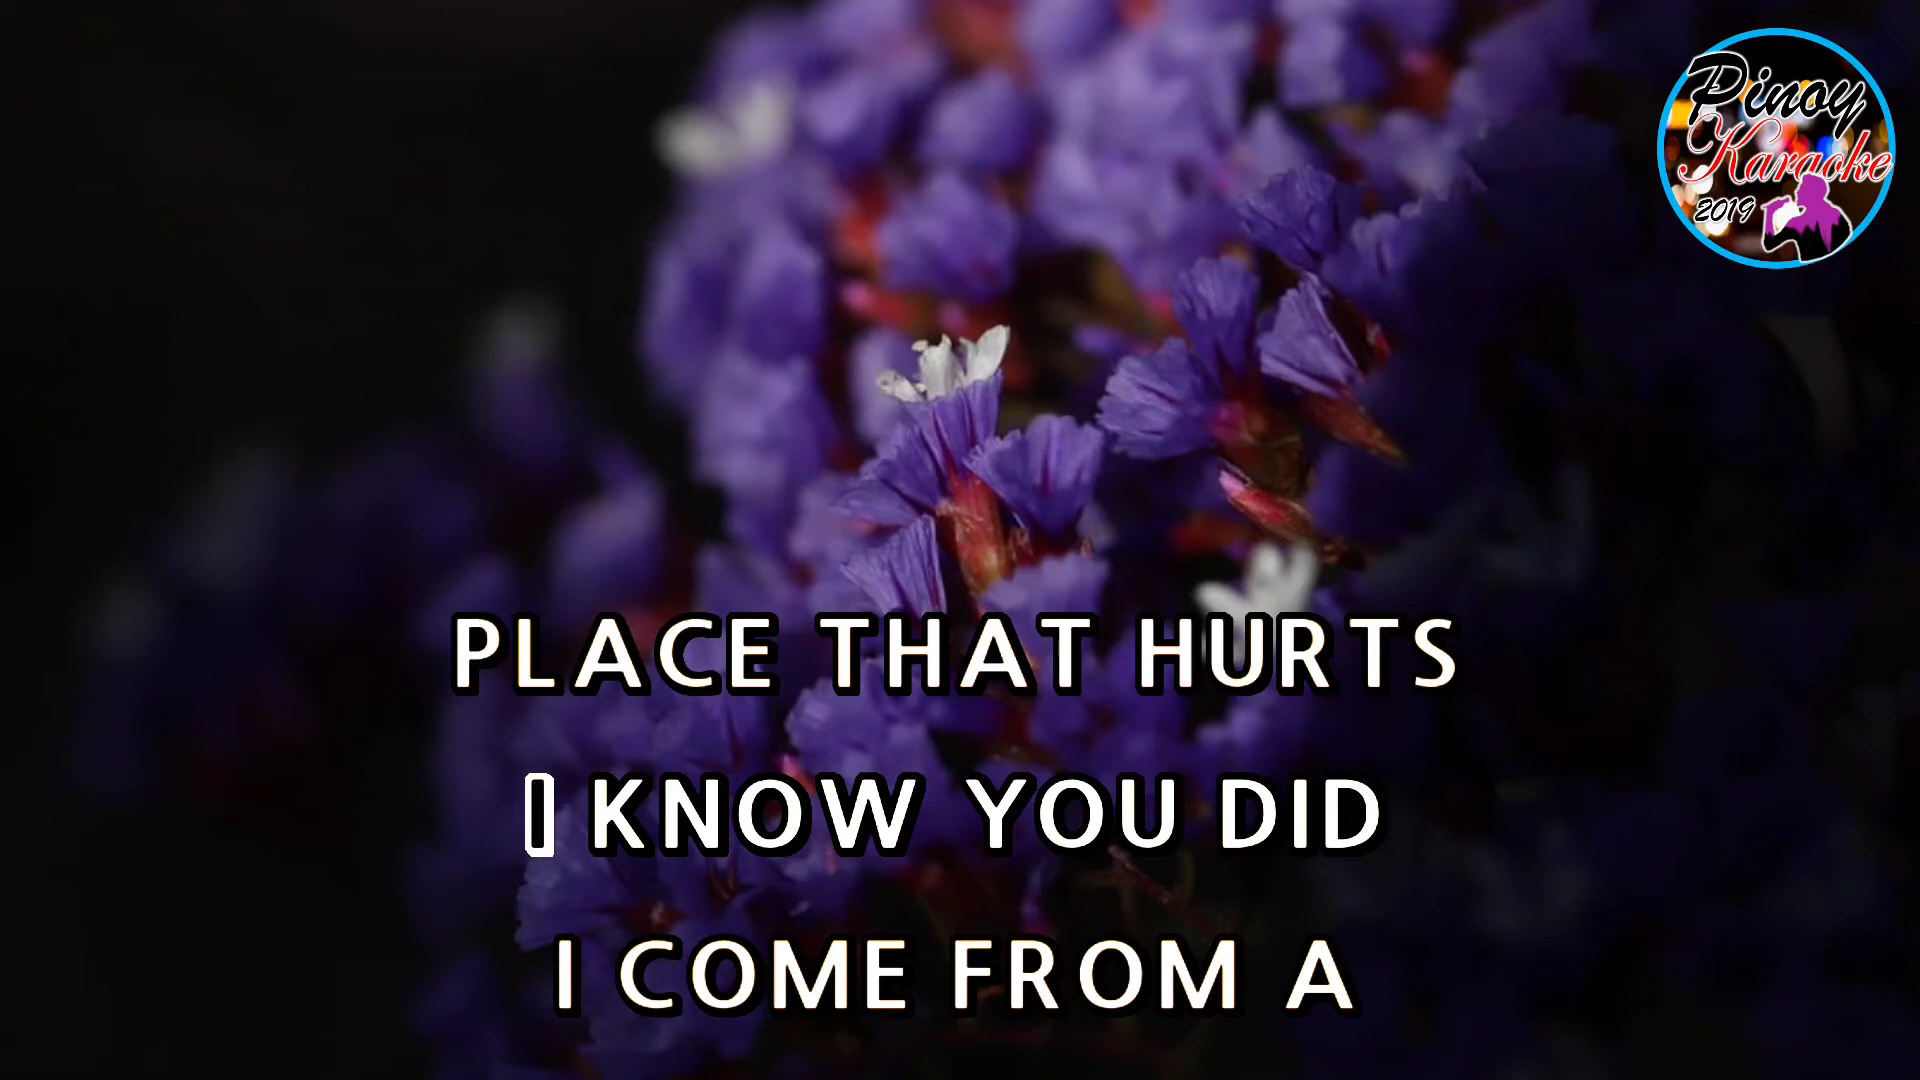 Pinoy
Karaoke
2019
PLACE THAT HURTS
I KNOW YOU DID
I COME FROM A